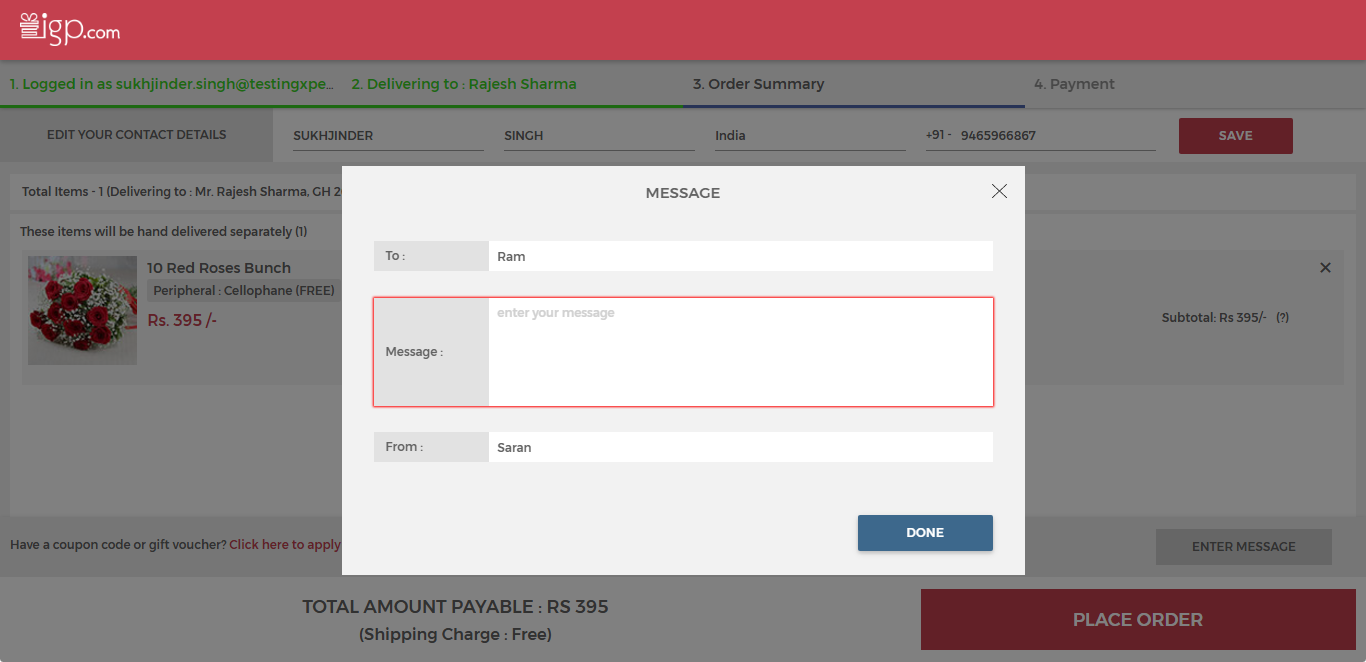 igp.com
1. Logged in as sukhjinder.singh@testingxpe...
2. Delivering to : Rajesh Sharma
3. Order Summary
4. Payment
EDIT YOUR CONTACT DETAILS
SUKHJINDER
SINGH
India
+91 - 9465966867
SAVE
Total Items - 1 (Delivering to : Mr. Rajesh Sharma, GH 2
These items will be hand delivered separately (1)
10 Red Roses Bunch
Peripheral : Cellophane (FREE)
Rs. 395 /-
Subtotal: Rs 395/- (?)
MESSAGE
To :
Ram
Message :
enter your message
From :
Saran
DONE
Have a coupon code or gift voucher? Click here to apply
ENTER MESSAGE
TOTAL AMOUNT PAYABLE : RS 395
(Shipping Charge : Free)
PLACE ORDER